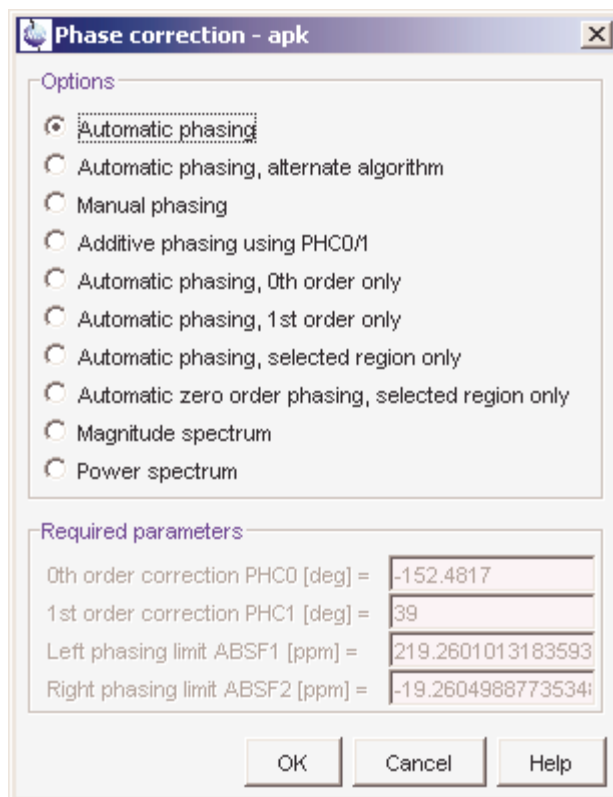 Phase correction - apk
Options
Automatic phasing
Automatic phasing, alternate algorithm
Manual phasing
Additive phasing using PHC0/1
Automatic phasing, 0th order only
Automatic phasing, 1st order only
Automatic phasing, selected region only
Automatic zero order phasing, selected region only
Magnitude spectrum
Power spectrum
Required parameters
0th order correction PHC0 [deg] = -152.4817
1st order correction PHC1 [deg] = 39
Left phasing limit ABSF1 [ppm] = 219.2601013183593
Right phasing limit ABSF2 [ppm] = -19.260498877353
OK Cancel Help